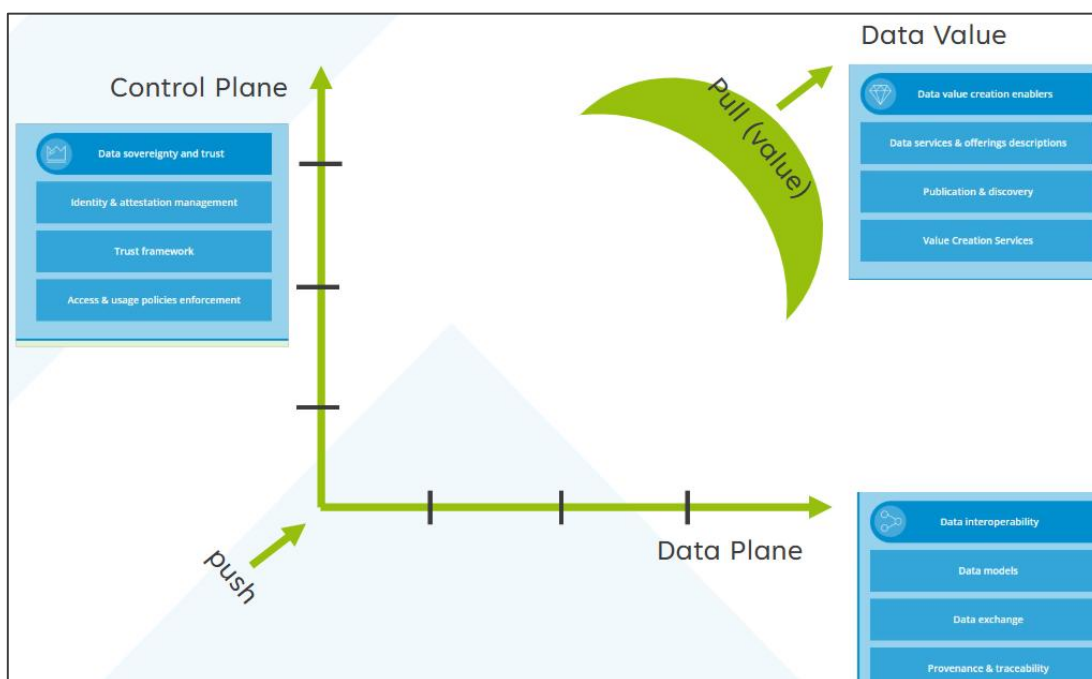 Data Value
Control Plane
Data sovereignty and trust
Identity & attestation management
Trust framework
Access & usage policies enforcement
Pull (value)
Data value creation enablers
Data services & offerings descriptions
Publication & discovery
Value Creation Services
push
Data Plane
Data interoperability
Data models
Data exchange
Provenance & traceability